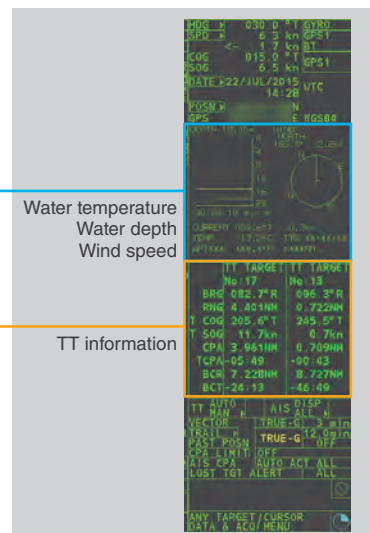 HDG 030.0 °T GYRO
SPD 6.3 kn GPS1
<- 1.7 kn BT
COG 015.0 °T GPS1
SOG 6.5 kn
DATE 22/JUL/2015 UTC
14:28
POSN N
GPS E WGS84
DEPTH WIND
NORTH
CURRENT
TEMP
Water temperature
Water depth
Wind speed
TT information
TT TARGET TT TARGET
No:17 No:13
BRG 082.7°R 096.3°R
RNG 4.401NM 0.722NM
T COG 205.6°T 245.5°T
T SOG 11.7kn 0.7kn
CPA 3.961NM 0.709NM
TCPA -05:49 -00:43
BCR 7.228NM 8.727NM
BCT -24:13 -46:49
TT AUTO MAN AIS DISP ALL
VECTOR TRUE-G 3 min
TRAIL TRUE-G 12.0min
PAST POSN OFF
CPA LIMIT OFF
AIS CPA AUTO ACT ALL
LOST TGT ALERT ALL
ANY TARGET/CURSOR
DATA & ACQ/MENU